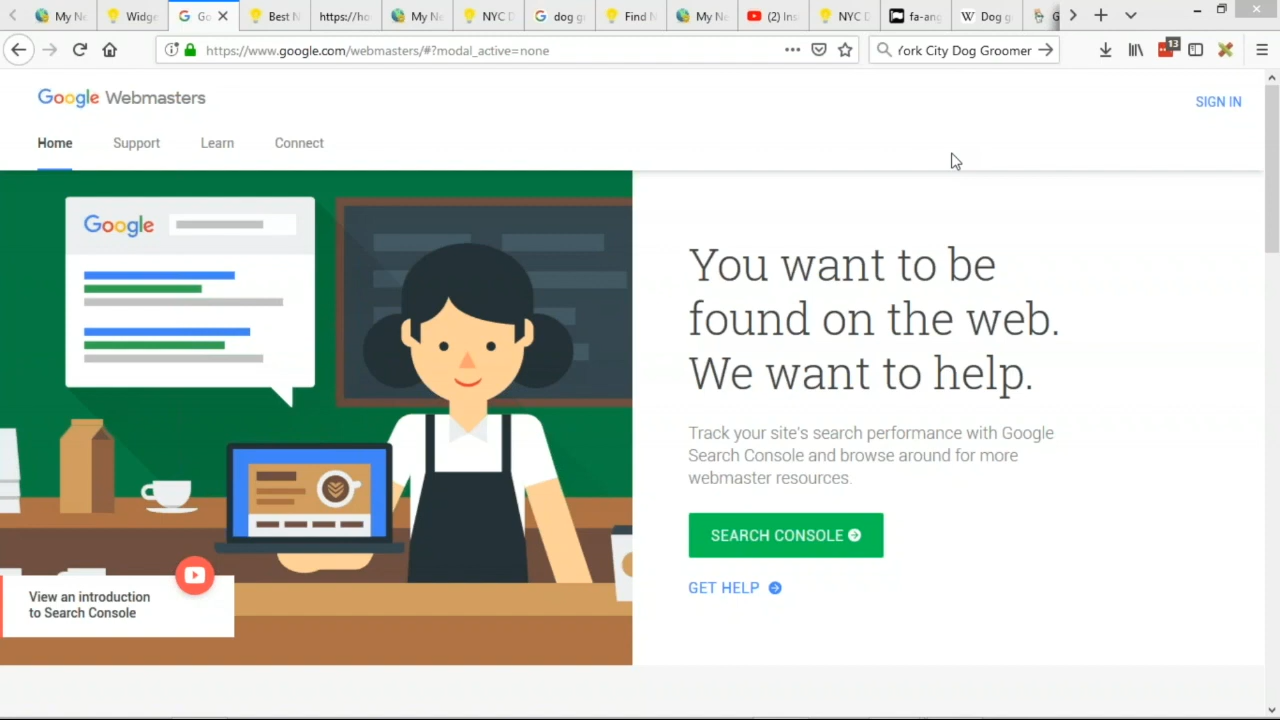 My Ne
Widge
Go
Best N
https://ho
My Ne
NYC D
dog g
Find N
My Ne
(2) Ins
NYC D
fa-ang
Dog g
G
https://www.google.com/webmasters/#?modal_active=none
York City Dog Groomer
13
Google Webmasters
SIGN IN
Home
Support
Learn
Connect
Google
You want to be
found on the web.
We want to help.
Track your site's search performance with Google
Search Console and browse around for more
webmaster resources.
SEARCH CONSOLE
GET HELP
View an introduction
to Search Console